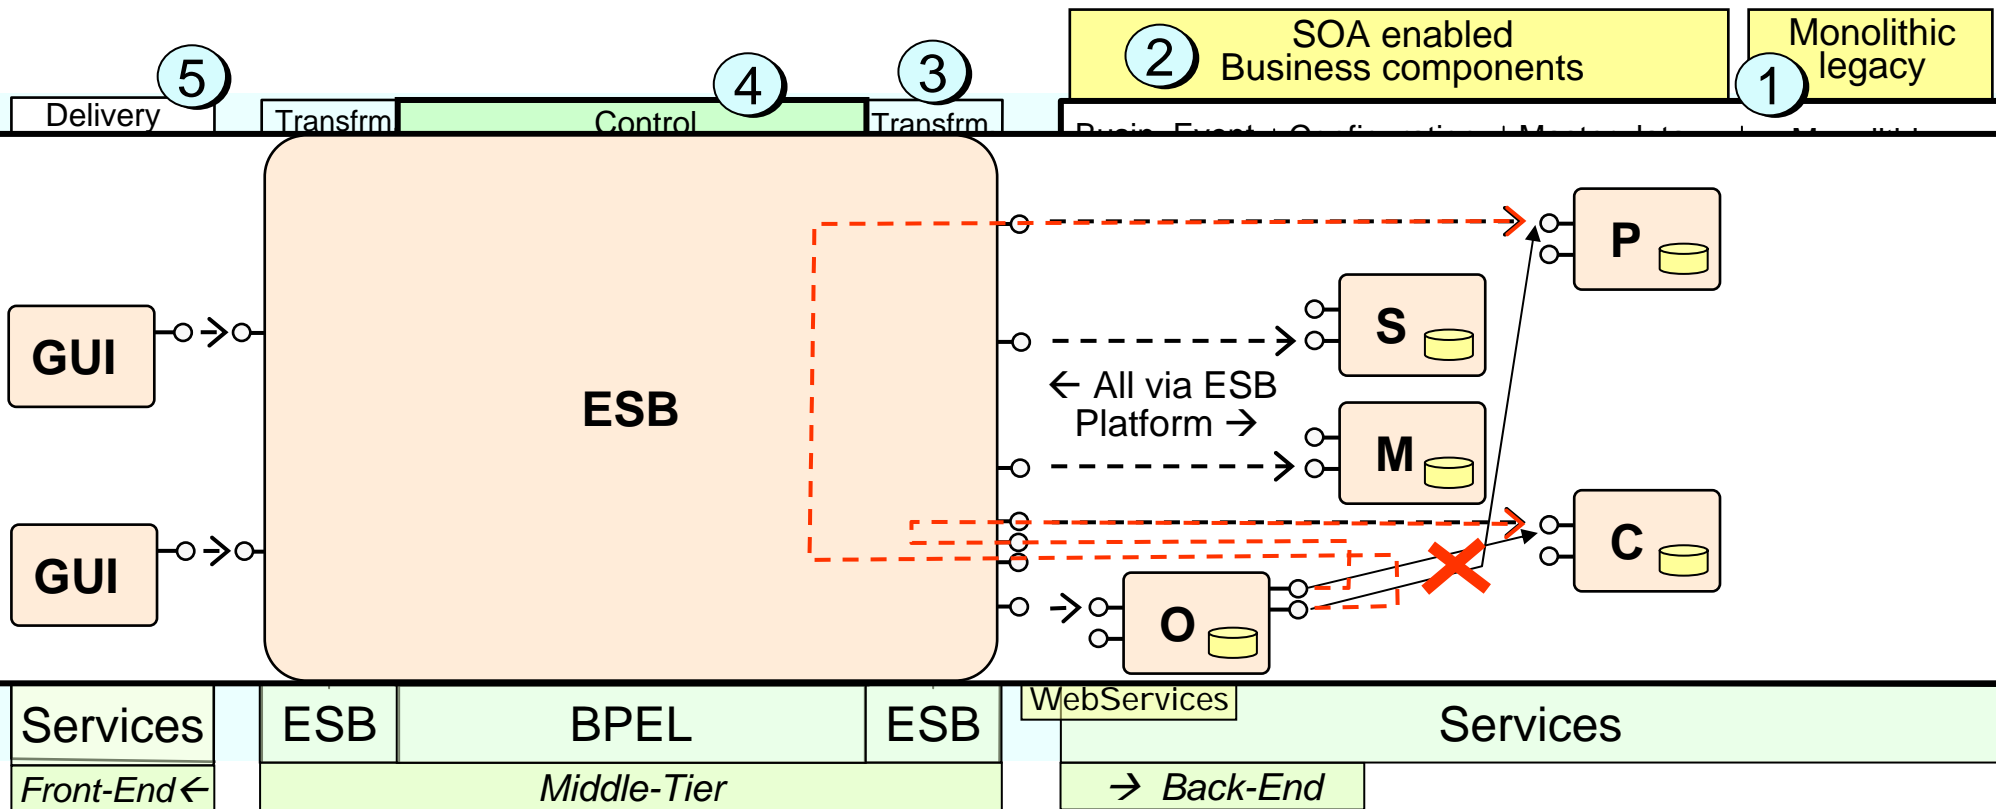 SOA enabled
Business components
Monolithic
legacy
5
4
3
2
1
Delivery
Transfrm
Control
Transfrm
P
S
GUI
← All via ESB
Platform →
ESB
M
C
GUI
O
WebServices
Services
ESB
BPEL
ESB
Services
Front-End←
Middle-Tier
→ Back-End